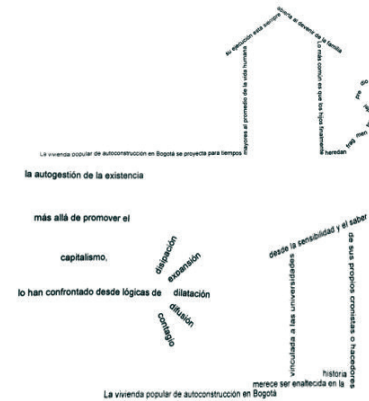 La vivienda popular de autoconstrucción en Bogotá se proyecta para tiempos
mayores al promedio de la vida humana
su ejecución está siempre
abierta al devenir de la familia
Lo más común es que los hijos finalmente
heredan
frag
men
la autogestión de la existencia
más allá de promover el
capitalismo,
lo han confrontado desde lógicas de
disipación
expansión
dilatación
difusión
contagio
La vivienda popular de autoconstrucción en Bogotá
merece ser enaltecida en la
historia
vinculada a las universidades
desde la sensibilidad y el saber
de sus propios cronistas o hacedores